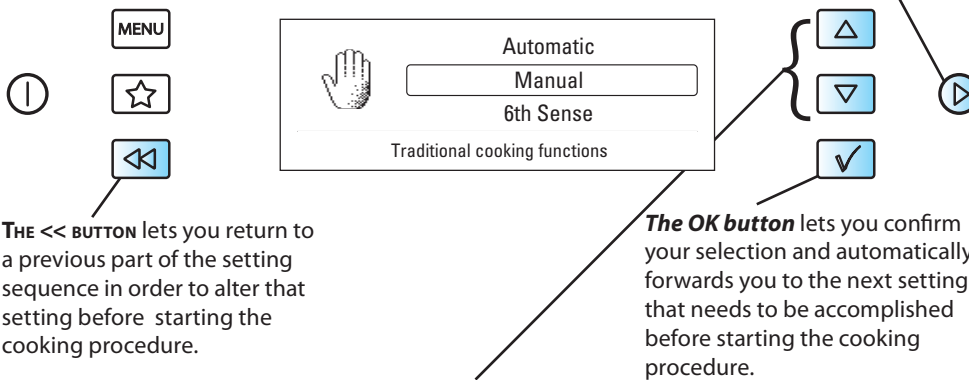 MENU
Automatic
Manual
6th Sense
Traditional cooking functions
The << button lets you return to
a previous part of the setting
sequence in order to alter that
setting before starting the
cooking procedure.
The OK button lets you confirm
your selection and automatically
forwards you to the next setting
that needs to be accomplished
before starting the cooking
procedure.